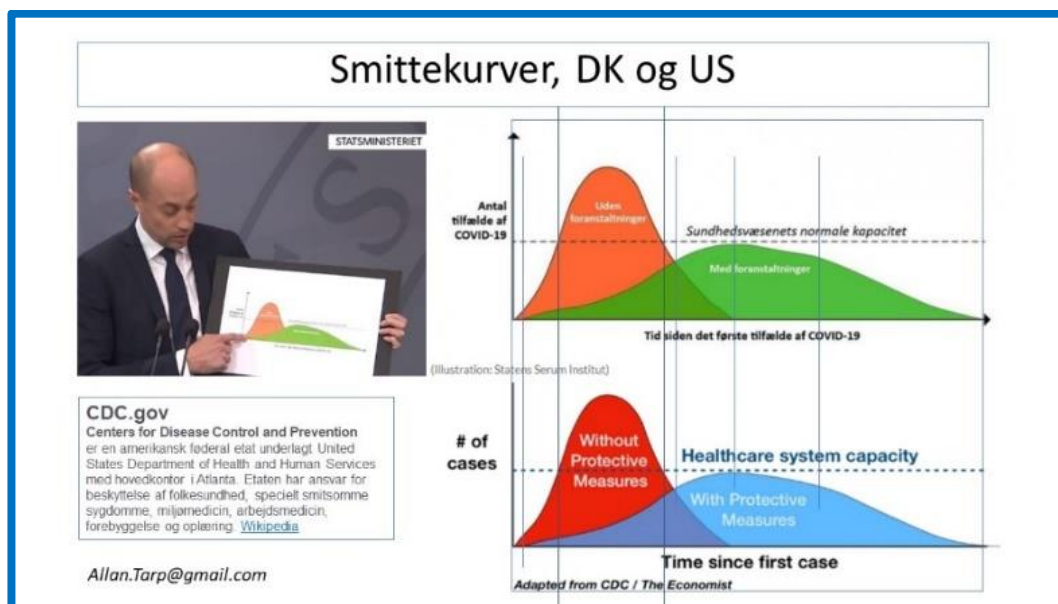 Smittekurver, DK og US
STATSMINISTERIET
Antal
tilfælde af
COVID-19
Uden
foranstaltninger
Sundhedsvæsenets normale kapacitet
Med foranstaltninger
Tid siden det første tilfælde af COVID-19
(Illustration: Statens Serum Institut)
CDC.gov
Centers for Disease Control and Prevention
er en amerikansk føderal etat underlagt United
States Department of Health and Human Services
med hovedkontor i Atlanta. Etaten har ansvar for
beskyttelse af folkesundhed, specielt smitsomme
sygdomme, miljømedicin, arbejdsmedicin,
forebyggelse og oplæring. Wikipedia
# of
cases
Without
Protective
Measures
Healthcare system capacity
With Protective
Measures
Time since first case
Adapted from CDC / The Economist
Allan.Tarp@gmail.com